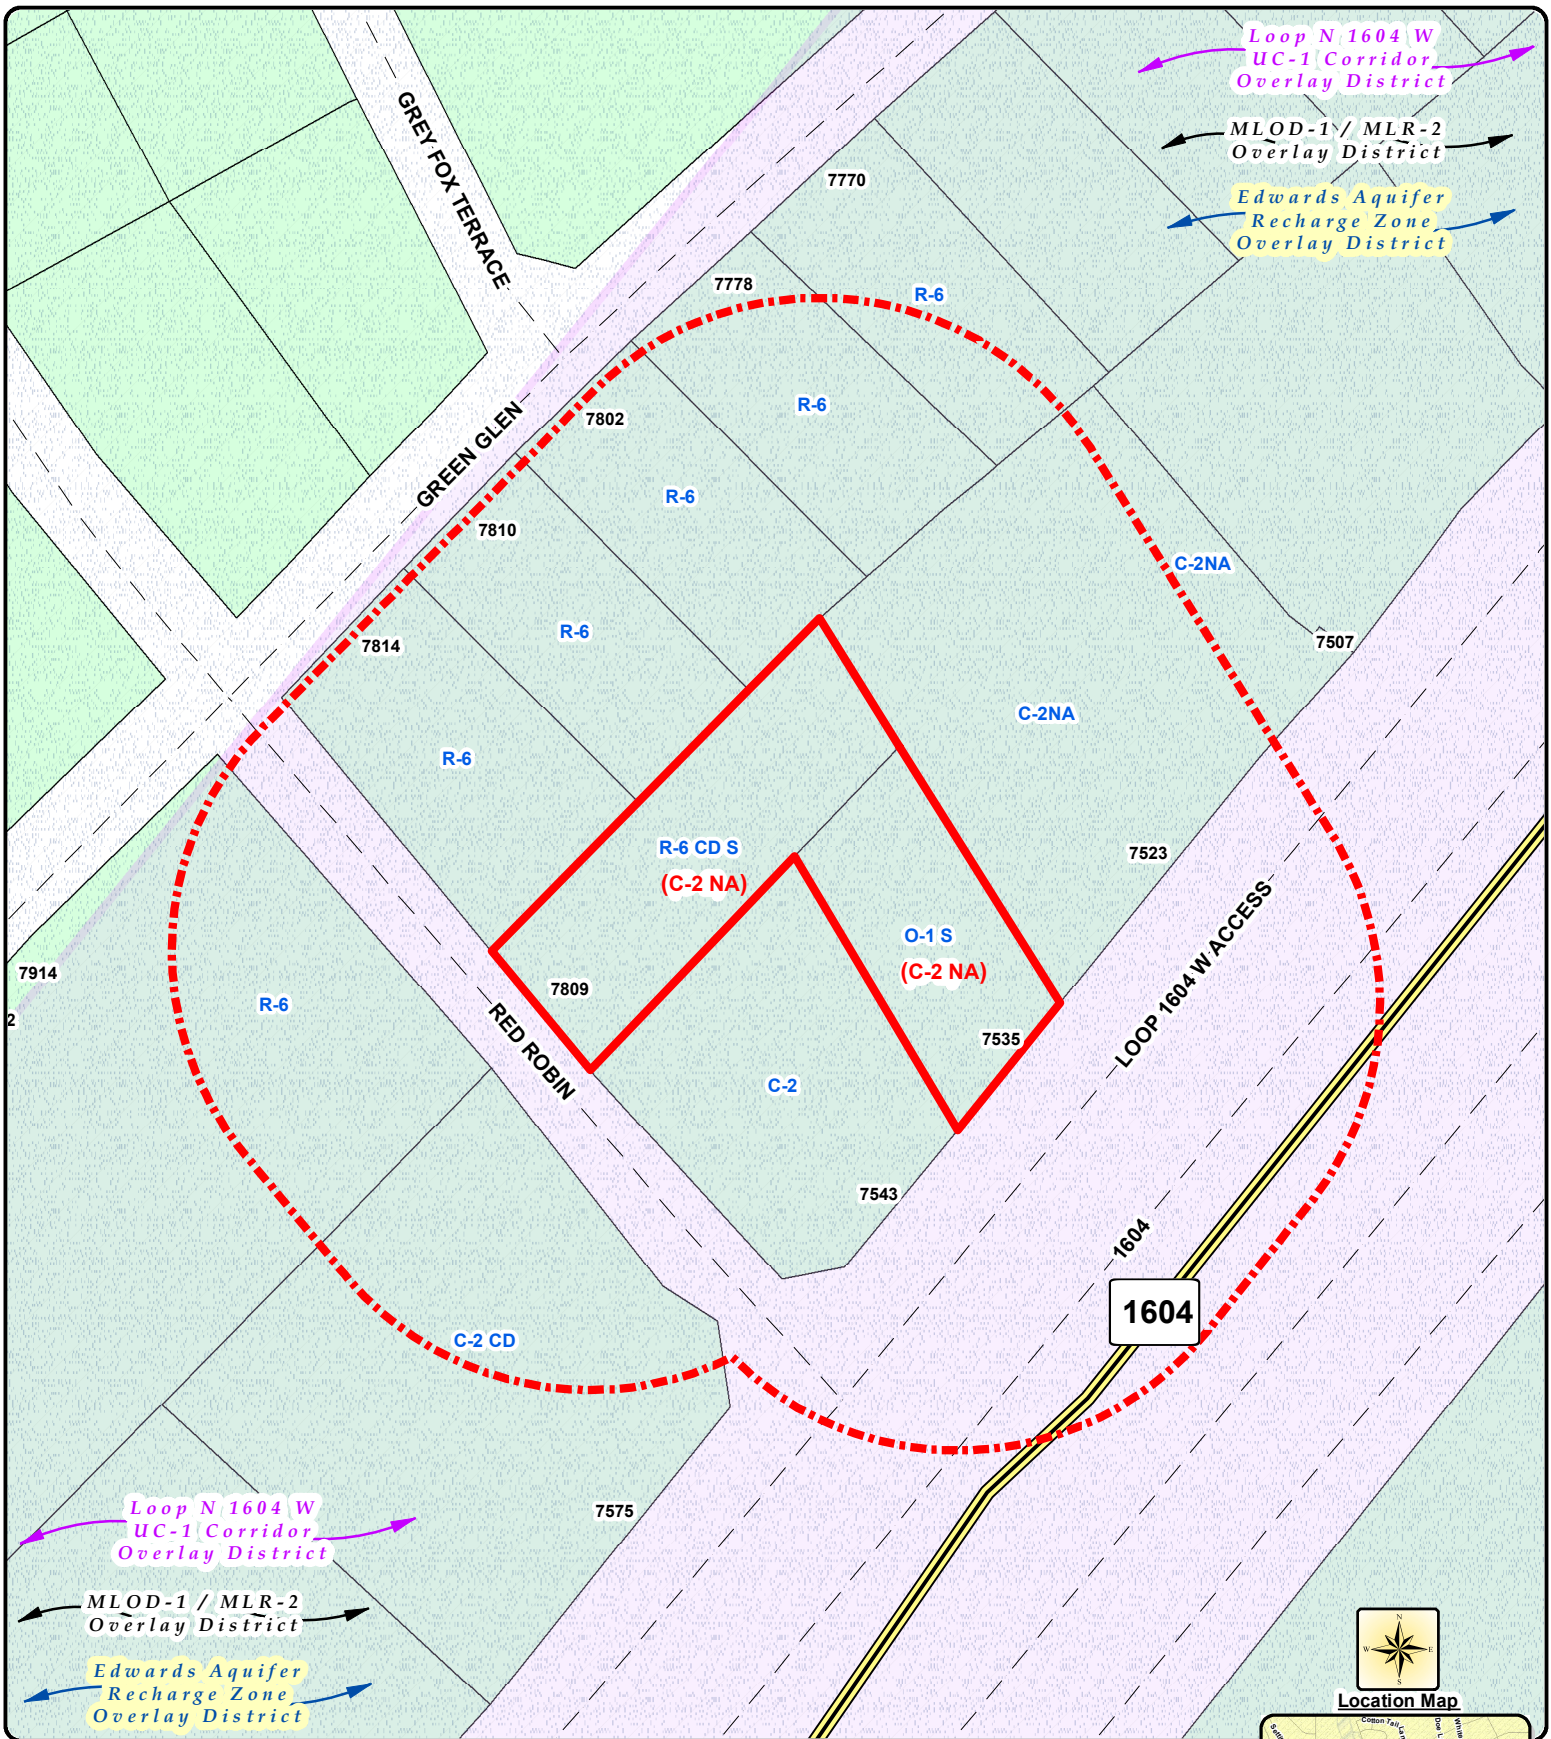 Loop N 1604 W
UC-1 Corridor
Overlay District
MLOD-1 / MLR-2
Overlay District
Edwards Aquifer
Recharge Zone
Overlay District
GREY FOX TERRACE
7770
7778
R-6
R-6
7802
GREEN GLEN
R-6
7810
C-2NA
R-6
7814
7507
C-2NA
R-6
R-6 CD S
(C-2 NA)
7523
O-1 S
(C-2 NA)
LOOP 1604 W ACCESS
7914
7809
R-6
2
RED ROBIN
7535
C-2
7543
1604
1604
C-2 CD
7575
Loop N 1604 W
UC-1 Corridor
Overlay District
MLOD-1 / MLR-2
Overlay District
Edwards Aquifer
Recharge Zone
Overlay District
N
W E
S
Location Map
Cotton Tail